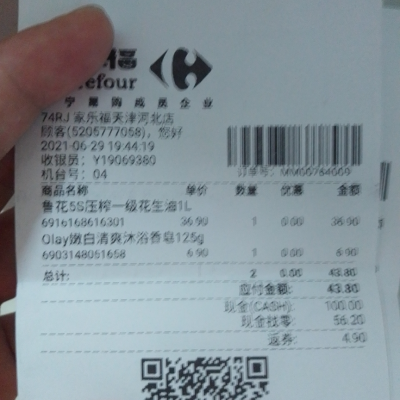 福
refour
宁易购成员企业
74RJ 家乐福天津河北店
顾客(5205777058)，您好
2021-06-29 19:44:19
收银员：Y19069380
机台号：04 订单号：
商品名称 单价 数量 优惠 金额
鲁花5S压榨一级花生油1L
6916168616301 36.90 1 0.00 36.90
Olay嫩白清爽沐浴香皂125g
6903148051658 6.90 1 0.00 6.90
总计： 2 0.00 43.80
应付金额： 43.80
现金(CASH): 100.00
现金找零： 56.20
返券： 4.90